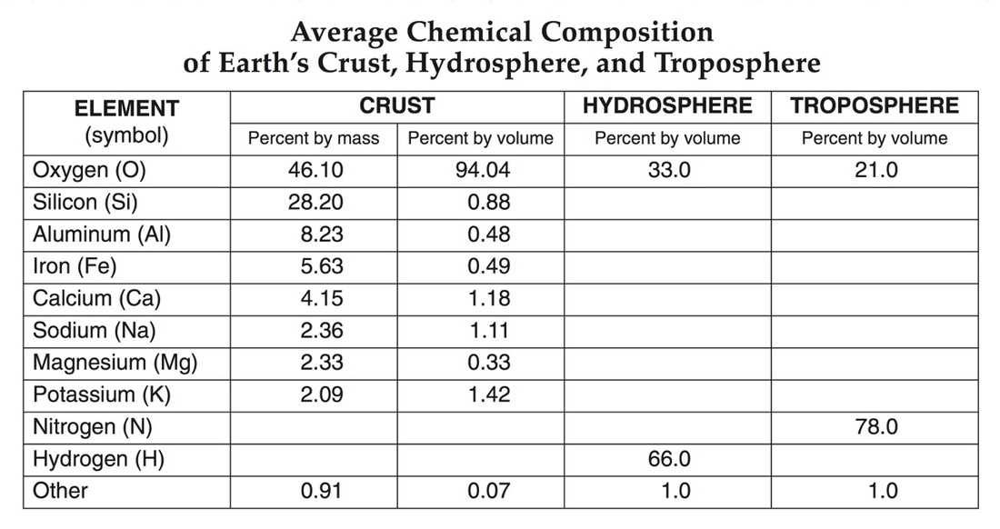 Average Chemical Composition
of Earth's Crust, Hydrosphere, and Troposphere
ELEMENT (symbol) CRUST HYDROSPHERE TROPOSPHERE
Percent by mass Percent by volume Percent by volume Percent by volume
Oxygen (O) 46.10 94.04 33.0 21.0
Silicon (Si) 28.20 0.88
Aluminum (Al) 8.23 0.48
Iron (Fe) 5.63 0.49
Calcium (Ca) 4.15 1.18
Sodium (Na) 2.36 1.11
Magnesium (Mg) 2.33 0.33
Potassium (K) 2.09 1.42
Nitrogen (N) 78.0
Hydrogen (H) 66.0
Other 0.91 0.07 1.0 1.0